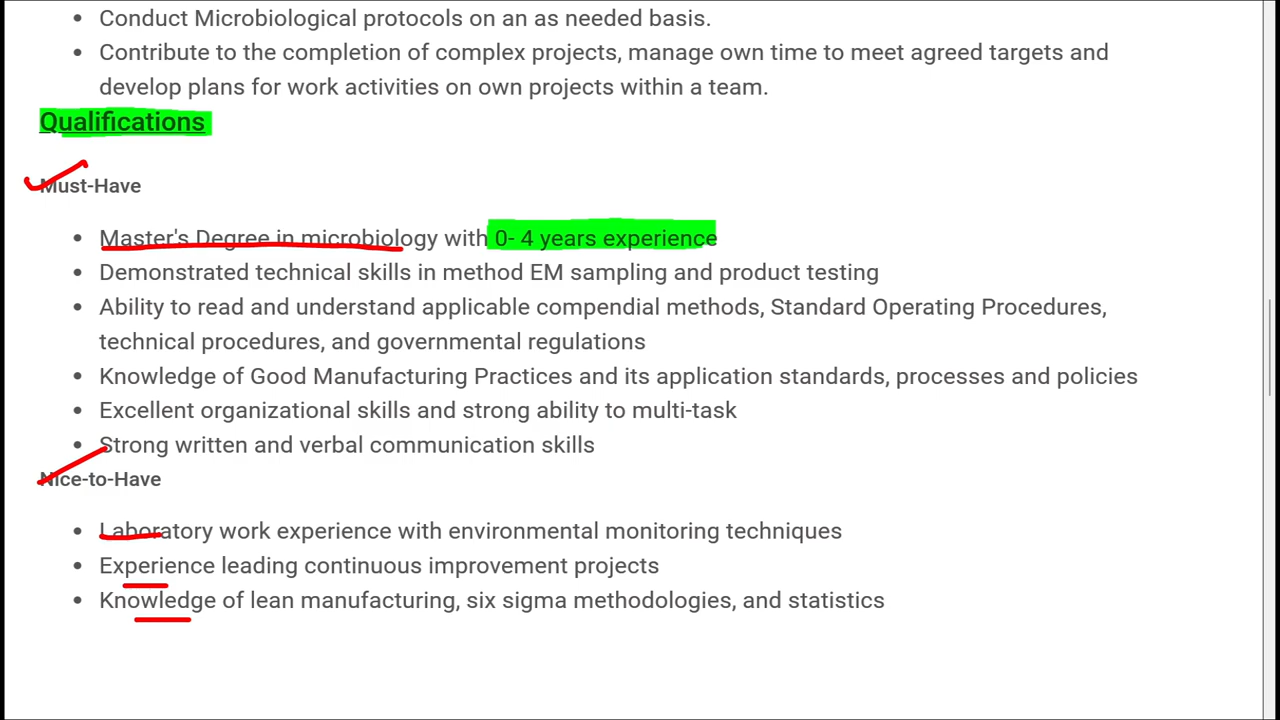 Conduct Microbiological protocols on an as needed basis.
Contribute to the completion of complex projects, manage own time to meet agreed targets and
develop plans for work activities on own projects within a team.
Qualifications
Must-Have
Master's Degree in microbiology with 0- 4 years experience
Demonstrated technical skills in method EM sampling and product testing
Ability to read and understand applicable compendial methods, Standard Operating Procedures,
technical procedures, and governmental regulations
Knowledge of Good Manufacturing Practices and its application standards, processes and policies
Excellent organizational skills and strong ability to multi-task
Strong written and verbal communication skills
Nice-to-Have
Laboratory work experience with environmental monitoring techniques
Experience leading continuous improvement projects
Knowledge of lean manufacturing, six sigma methodologies, and statistics